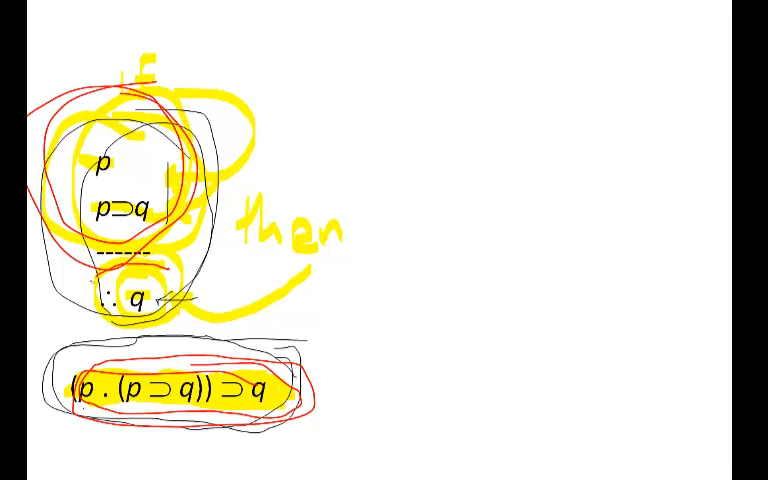 if
p
p⊃q
------
then
∴ q
(p . (p ⊃ q)) ⊃ q